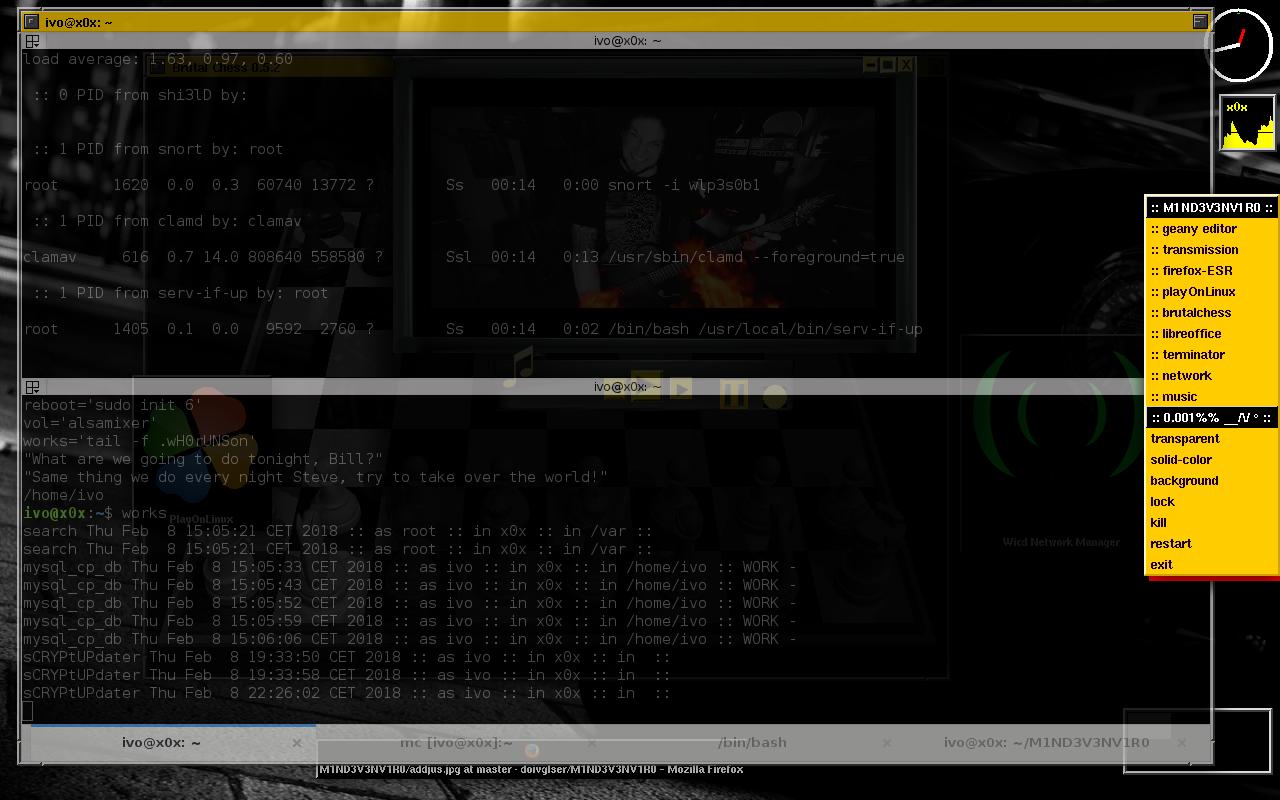 ivo@x0x: ~
ivo@x0x: ~
load average: 1.63, 0.97, 0.60
Brutal Chess 0.5.2
:: 0 PID from shi3lD by:
:: 1 PID from snort by: root
root      1620  0.0  0.3  60740 13772 ?        Ss   00:14   0:00 snort -i wlp3s0b1
:: 1 PID from clamd by: clamav
clamav     616  0.7 14.0 808640 558580 ?       Ssl  00:14   0:13 /usr/sbin/clamd --foreground=true
:: 1 PID from serv-if-up by: root
root      1405  0.1  0.0   9592  2760 ?        Ss   00:14   0:02 /bin/bash /usr/local/bin/serv-if-up
ivo@x0x: ~
reboot='sudo init 6'
vol='alsamixer'
works='tail -f .wH0rUNSon'
"What are we going to do tonight, Bill?"
"Same thing we do every night Steve, try to take over the world!"
/home/ivo
ivo@x0x:~$ works
PlayOnLinux
search Thu Feb  8 15:05:21 CET 2018 :: as root :: in x0x :: in /var ::
search Thu Feb  8 15:05:21 CET 2018 :: as root :: in x0x :: in /var ::
mysql_cp_db Thu Feb  8 15:05:33 CET 2018 :: as ivo :: in x0x :: in /home/ivo :: WORK -
mysql_cp_db Thu Feb  8 15:05:43 CET 2018 :: as ivo :: in x0x :: in /home/ivo :: WORK -
mysql_cp_db Thu Feb  8 15:05:52 CET 2018 :: as ivo :: in x0x :: in /home/ivo :: WORK -
mysql_cp_db Thu Feb  8 15:05:59 CET 2018 :: as ivo :: in x0x :: in /home/ivo :: WORK -
mysql_cp_db Thu Feb  8 15:06:06 CET 2018 :: as ivo :: in x0x :: in /home/ivo :: WORK -
sCRYPtUPdater Thu Feb  8 19:33:50 CET 2018 :: as ivo :: in x0x :: in  ::
sCRYPtUPdater Thu Feb  8 19:33:58 CET 2018 :: as ivo :: in x0x :: in  ::
sCRYPtUPdater Thu Feb  8 22:26:02 CET 2018 :: as ivo :: in x0x :: in  ::
Wicd Network Manager
ivo@x0x: ~
mc [ivo@x0x]:~
/bin/bash
ivo@x0x: ~/M1ND3V3NV1R0
M1ND3V3NV1R0/addjus.jpg at master · doivglser/M1ND3V3NV1R0 - Mozilla Firefox
x0x
:: M1ND3V3NV1R0 ::
:: geany editor
:: transmission
:: firefox-ESR
:: playOnLinux
:: brutalchess
:: libreoffice
:: terminator
:: network
:: music
:: 0.001%% __/\/ ° ::
transparent
solid-color
background
lock
kill
restart
exit